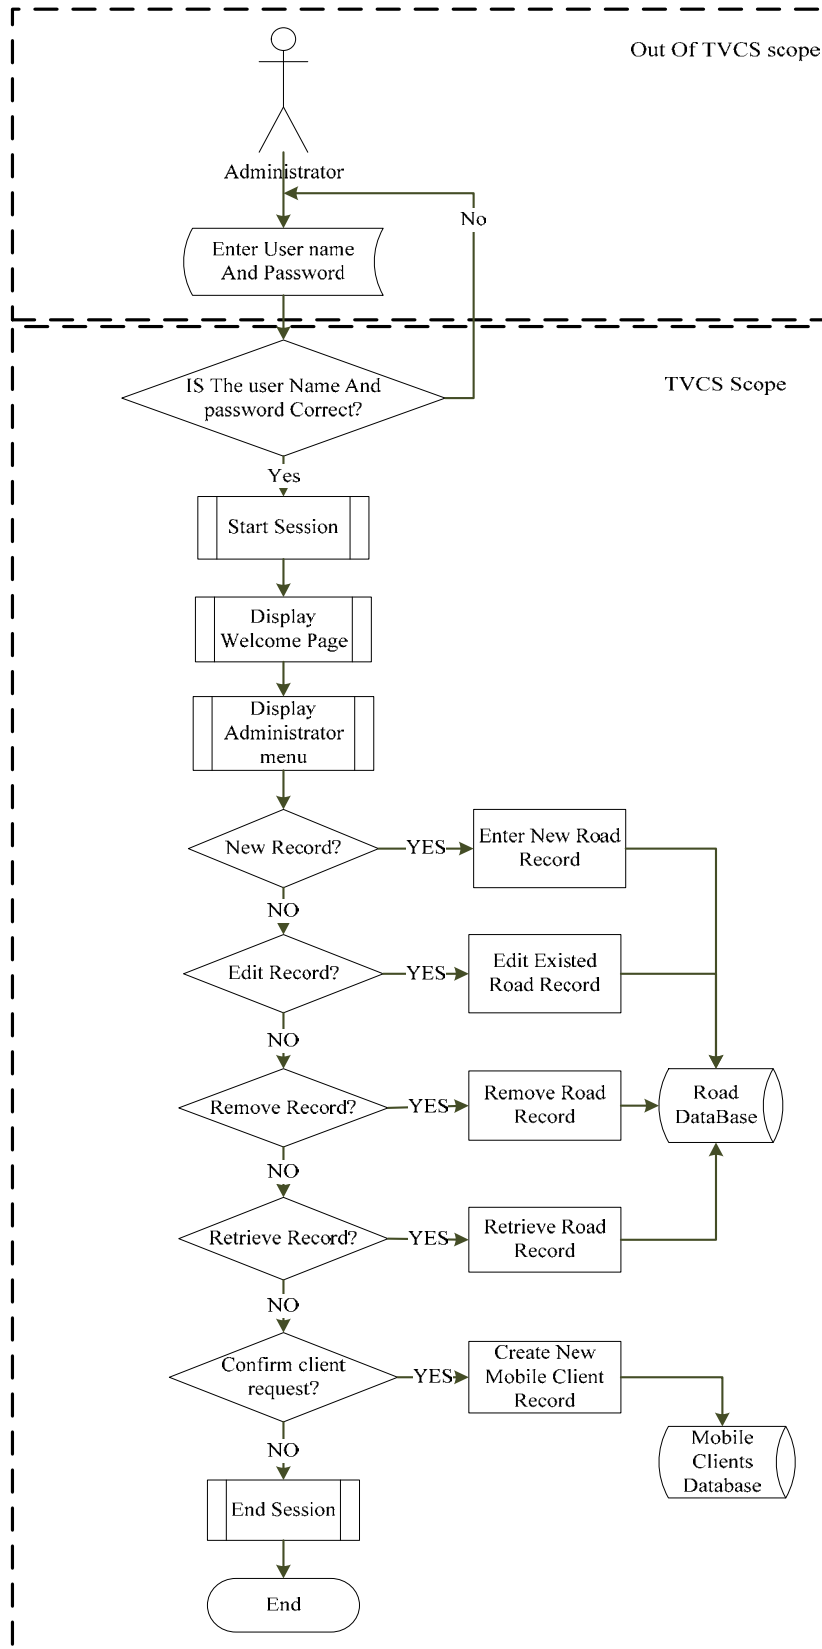 Out Of TVCS scope
Administrator
No
Enter User name
And Password
IS The user Name And
password Correct?
TVCS Scope
Yes
Start Session
Display
Welcome Page
Display
Administrator
menu
New Record?
YES
Enter New Road
Record
NO
Edit Record?
YES
Edit Existed
Road Record
NO
Remove Record?
YES
Remove Road
Record
Road
DataBase
NO
Retrieve Record?
YES
Retrieve Road
Record
NO
Confirm client
request?
YES
Create New
Mobile Client
Record
NO
Mobile
Clients
Database
End Session
End